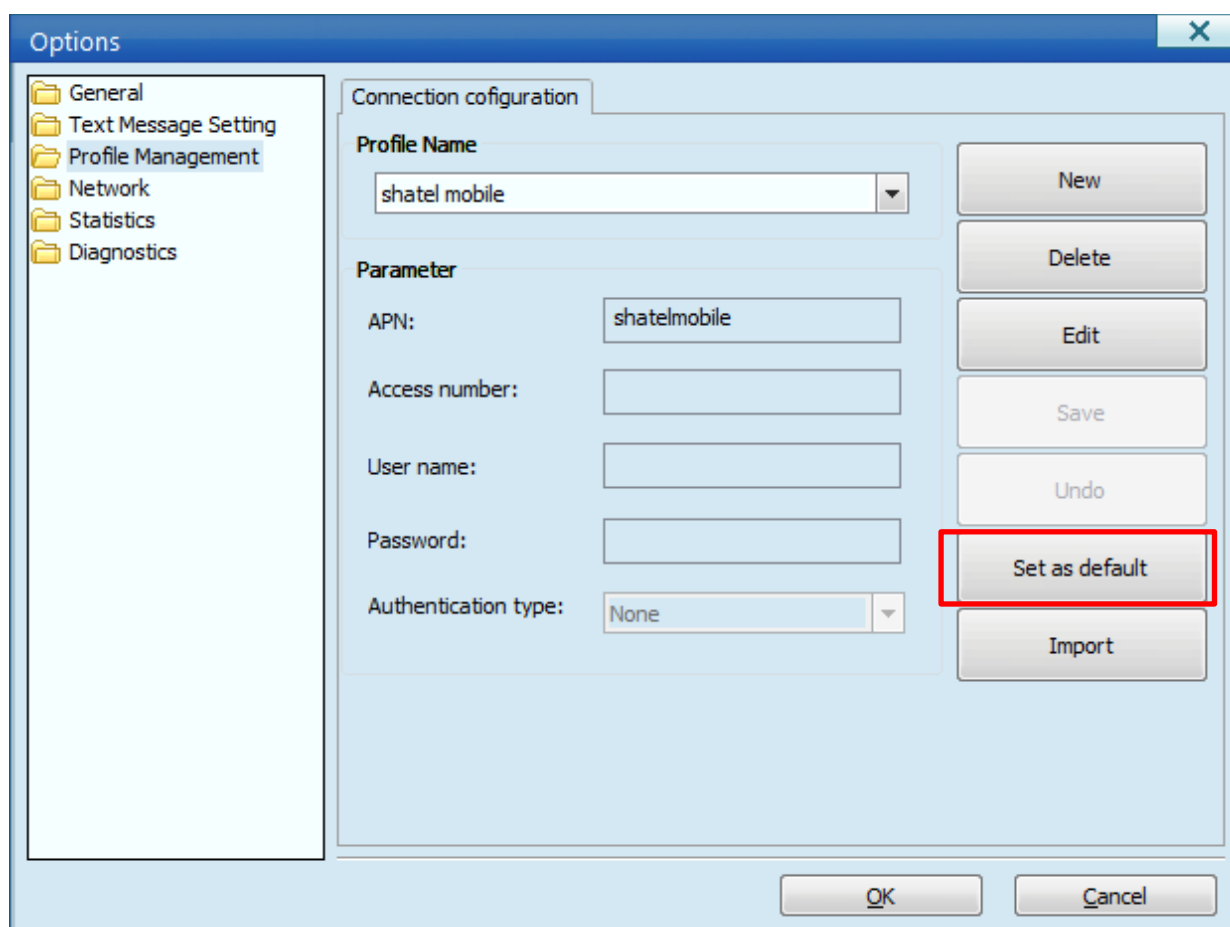 Options
General
Text Message Setting
Profile Management
Network
Statistics
Diagnostics
Connection cofiguration
Profile Name
shatel mobile
Parameter
APN: shatelmobile
Access number:
User name:
Password:
Authentication type: None
New
Delete
Edit
Save
Undo
Set as default
Import
OK Cancel